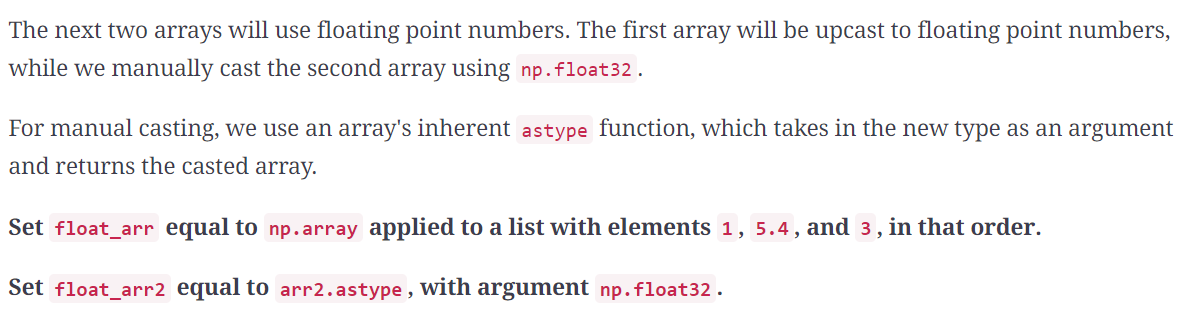 The next two arrays will use floating point numbers. The first array will be upcast to floating point numbers,
while we manually cast the second array using np.float32.
For manual casting, we use an array's inherent astype function, which takes in the new type as an argument
and returns the casted array.
Set float_arr equal to np.array applied to a list with elements 1, 5.4, and 3, in that order.
Set float_arr2 equal to arr2.astype, with argument np.float32.